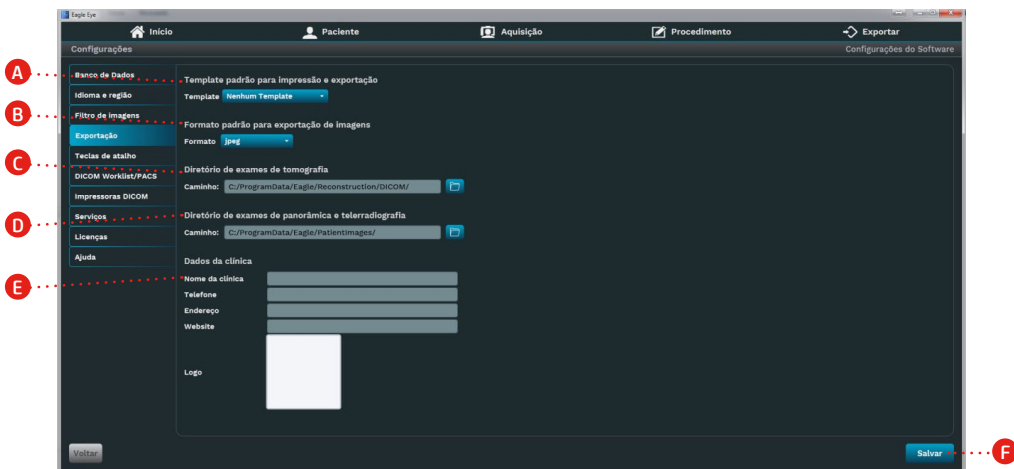 Eagle Eye
Início
Paciente
Aquisição
Procedimento
Exportar
Configurações
Configurações do Software
A
Banco de Dados
Idioma e região
B
Filtro de imagens
Exportação
Teclas de atalho
C
DICOM Worklist/PACS
Impressoras DICOM
Serviços
D
Licenças
Ajuda
E
Template padrão para impressão e exportação
Template Nenhum Template
Formato padrão para exportação de imagens
Formato jpeg
Diretório de exames de tomografia
Caminho: C:/ProgramData/Eagle/Reconstruction/DICOM/
Diretório de exames de panorâmica e telerradiografia
Caminho: C:/ProgramData/Eagle/PatientImages/
Dados da clínica
Nome da clínica
Telefone
Endereço
Website
Logo
Voltar
Salvar
F